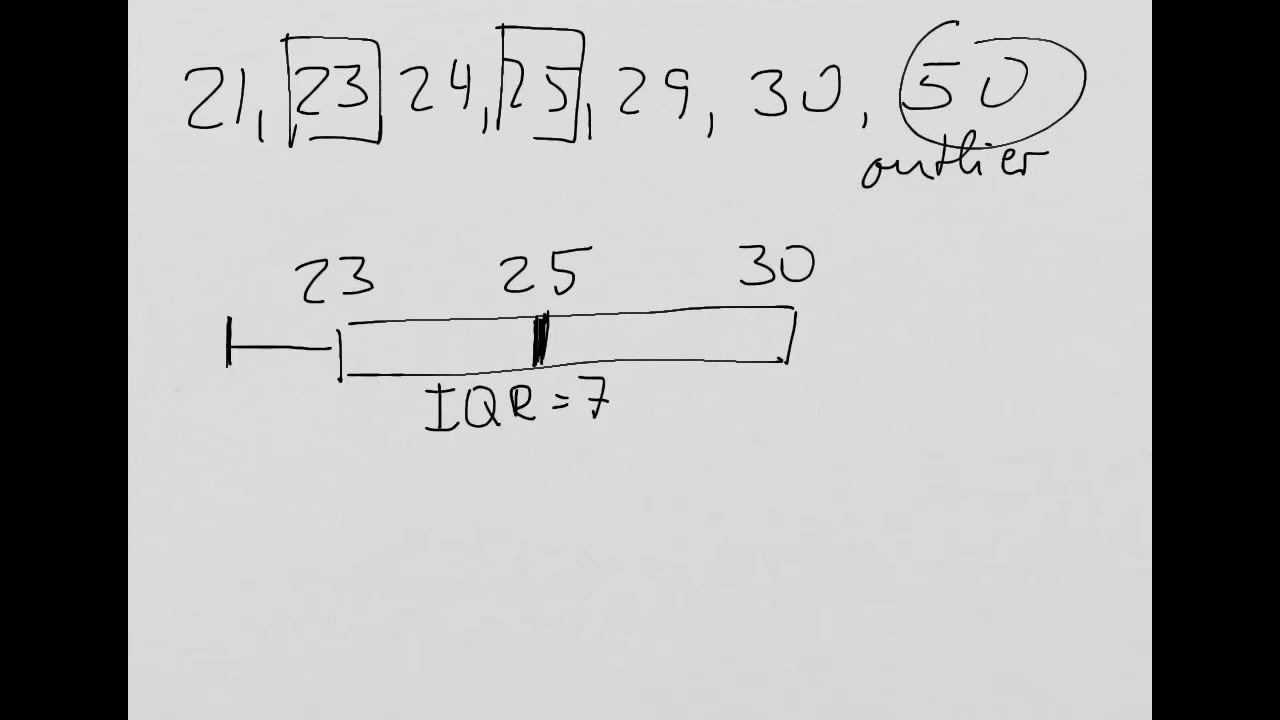 21, 23 24, 25, 29, 30, 50
outlier
23 25 30
IQR = 7